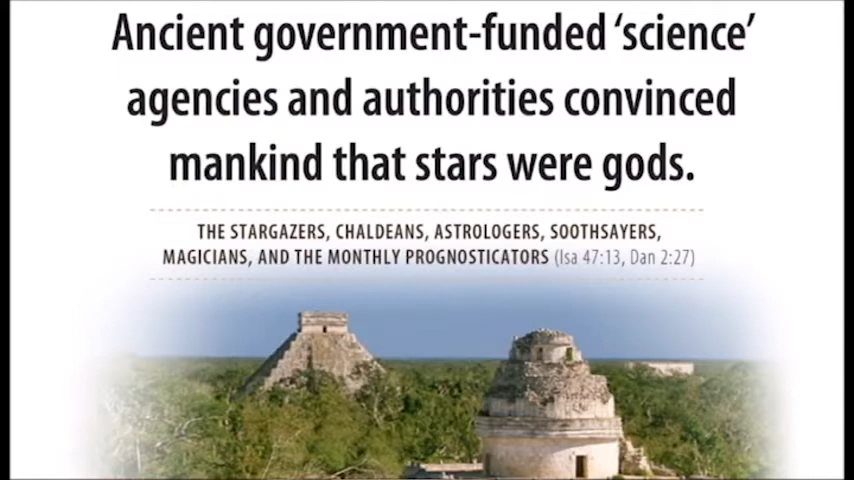 Ancient government-funded ‘science’
agencies and authorities convinced
mankind that stars were gods.
THE STARGAZERS, CHALDEANS, ASTROLOGERS, SOOTHSAYERS,
MAGICIANS, AND THE MONTHLY PROGNOSTICATORS (Isa 47:13, Dan 2:27)